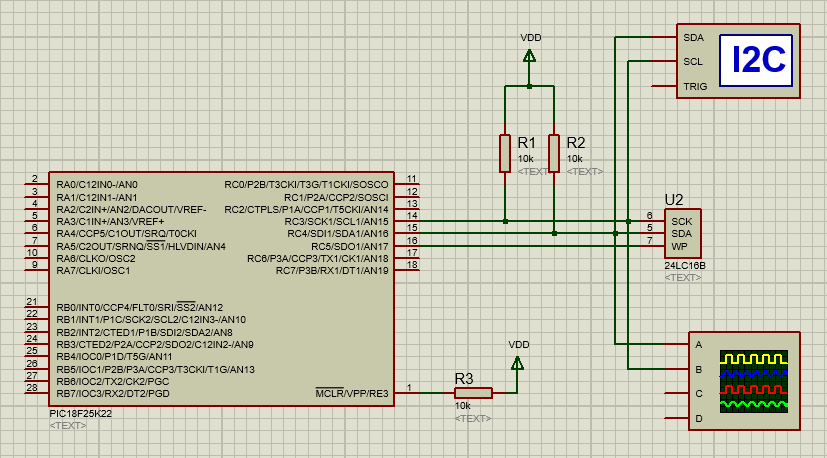 VDD
SDA
SCL
TRIG
I2C
R1
10k
<TEXT>
R2
10k
<TEXT>
2 RA0/C12IN0-/AN0
3 RA1/C12IN1-/AN1
4 RA2/C2IN+/AN2/DACOUT/VREF-
5 RA3/C1IN+/AN3/VREF+
6 RA4/CCP5/C1OUT/SRQ/T0CKI
7 RA5/C2OUT/SRNQ/SS1/HLVDIN/AN4
10 RA6/CLKO/OSC2
9 RA7/CLKI/OSC1
RC0/P2B/T3CKI/T3G/T1CKI/SOSCO 11
RC1/P2A/CCP2/SOSCI 12
RC2/CTPLS/P1A/CCP1/T5CKI/AN14 13
RC3/SCK1/SCL1/AN15 14
RC4/SDI1/SDA1/AN16 15
RC5/SDO1/AN17 16
RC6/P3A/CCP3/TX1/CK1/AN18 17
RC7/P3B/RX1/DT1/AN19 18
21 RB0/INT0/CCP4/FLT0/SRI/SS2/AN12
22 RB1/INT1/P1C/SCK2/SCL2/C12IN3-/AN10
23 RB2/INT2/CTED1/P1B/SDI2/SDA2/AN8
24 RB3/CTED2/P2A/CCP2/SDO2/C12IN2-/AN9
25 RB4/IOC0/P1D/T5G/AN11
26 RB5/IOC1/P2B/P3A/CCP3/T3CKI/T1G/AN13
27 RB6/IOC2/TX2/CK2/PGC
28 RB7/IOC3/RX2/DT2/PGD
MCLR/VPP/RE3 1
PIC18F25K22
<TEXT>
U2
6 SCK
5 SDA
7 WP
24LC16B
<TEXT>
VDD
R3
10k
<TEXT>
A
B
C
D